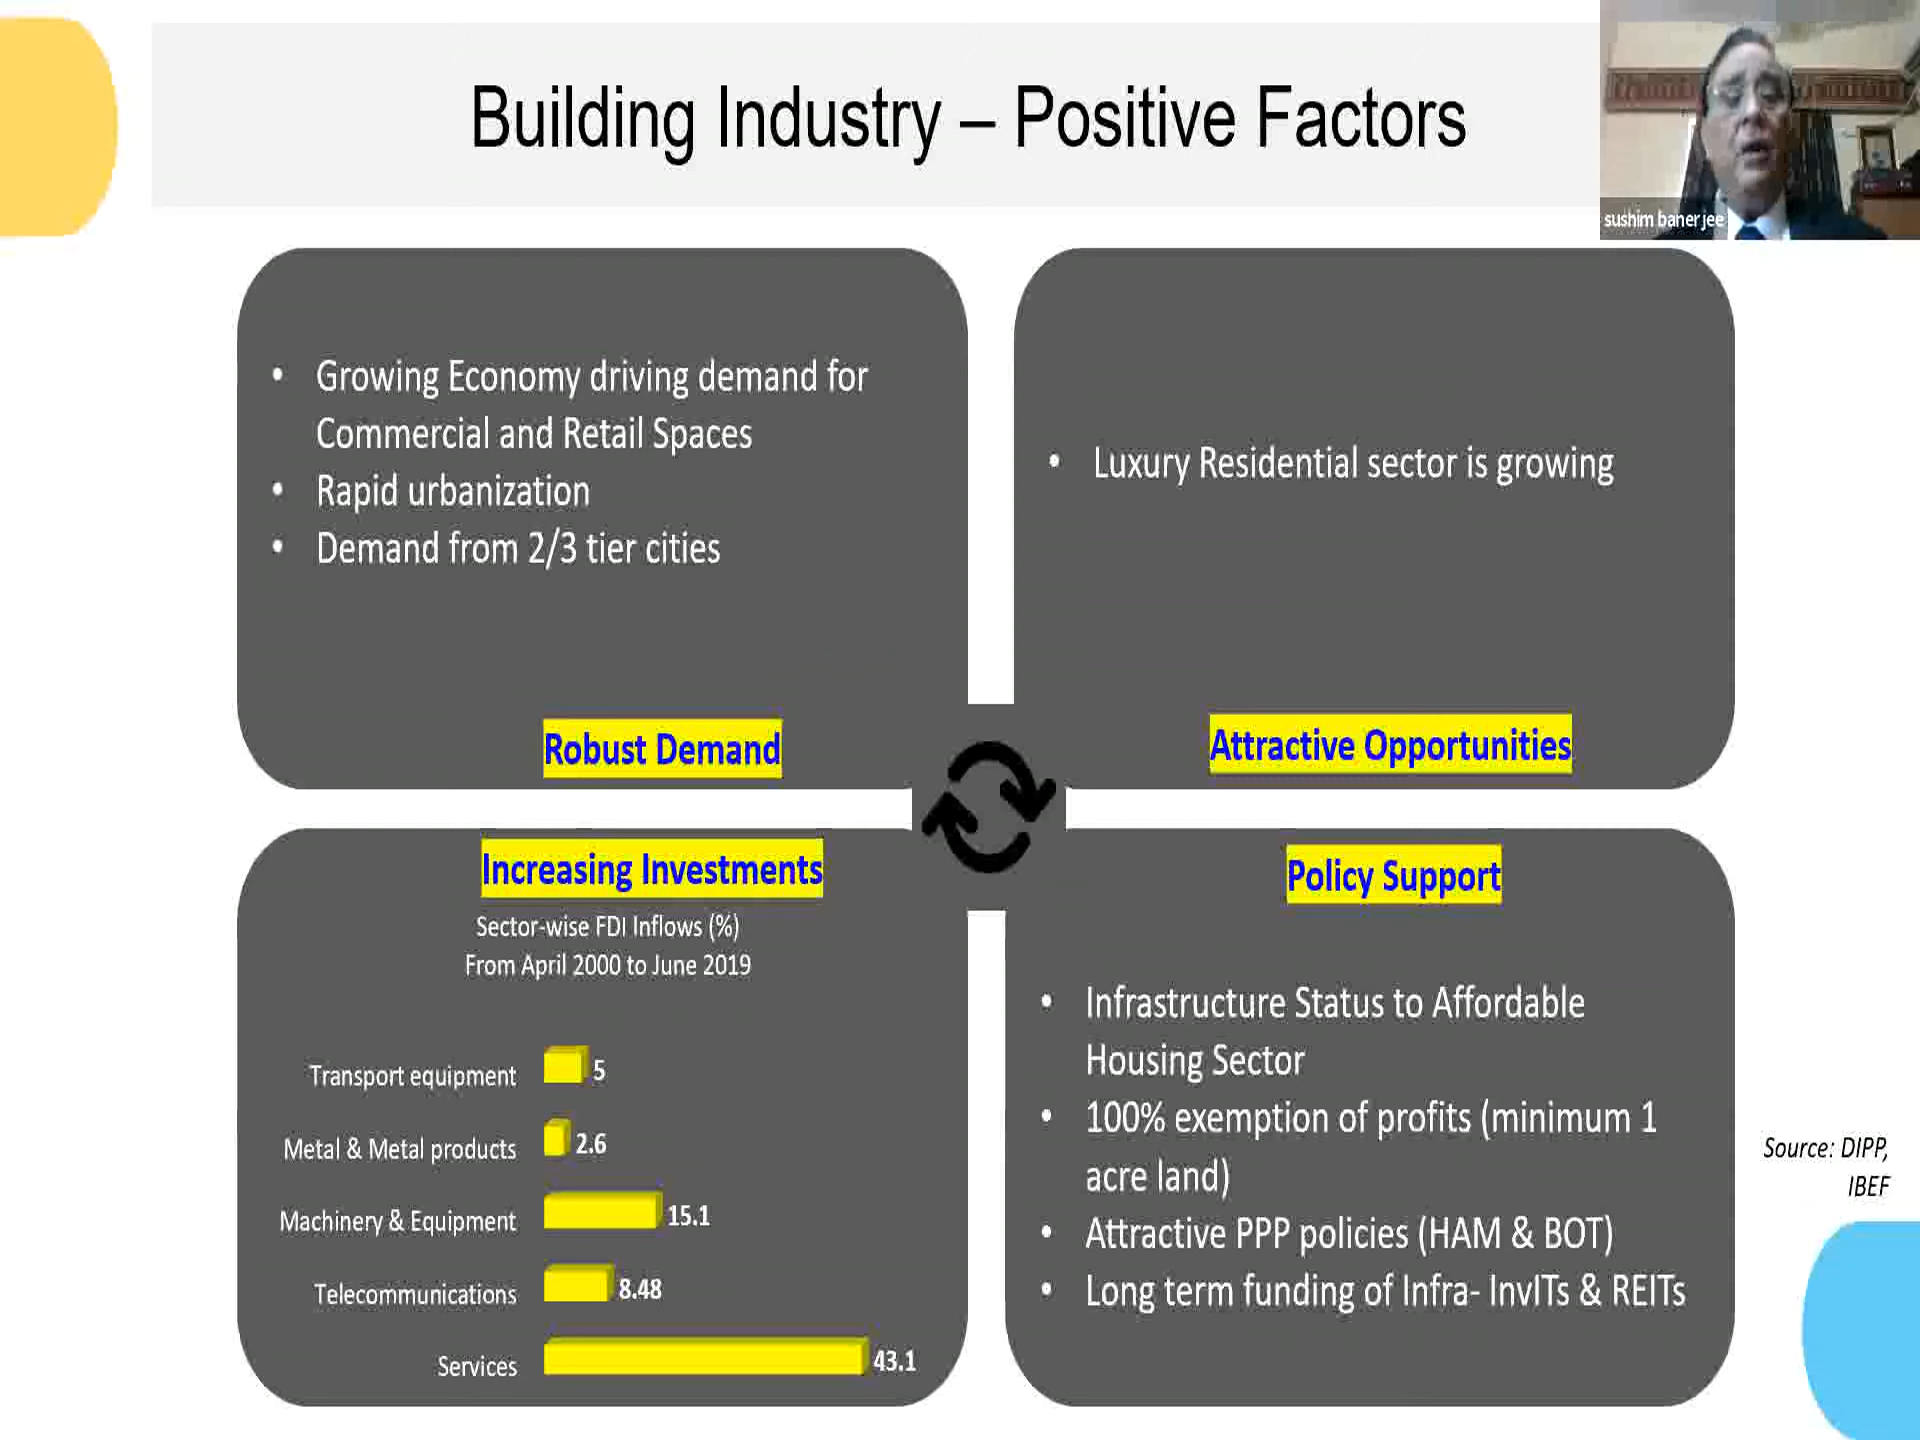 Building Industry – Positive Factors
sushim banerjee
• Growing Economy driving demand for
Commercial and Retail Spaces
• Rapid urbanization
• Demand from 2/3 tier cities
Robust Demand
• Luxury Residential sector is growing
Attractive Opportunities
Increasing Investments
Sector-wise FDI Inflows (%)
From April 2000 to June 2019
Transport equipment 5
Metal & Metal products 2.6
Machinery & Equipment 15.1
Telecommunications 8.48
Services 43.1
Policy Support
• Infrastructure Status to Affordable
Housing Sector
• 100% exemption of profits (minimum 1
acre land)
• Attractive PPP policies (HAM & BOT)
• Long term funding of Infra- InvITs & REITs
Source: DIPP,
IBEF